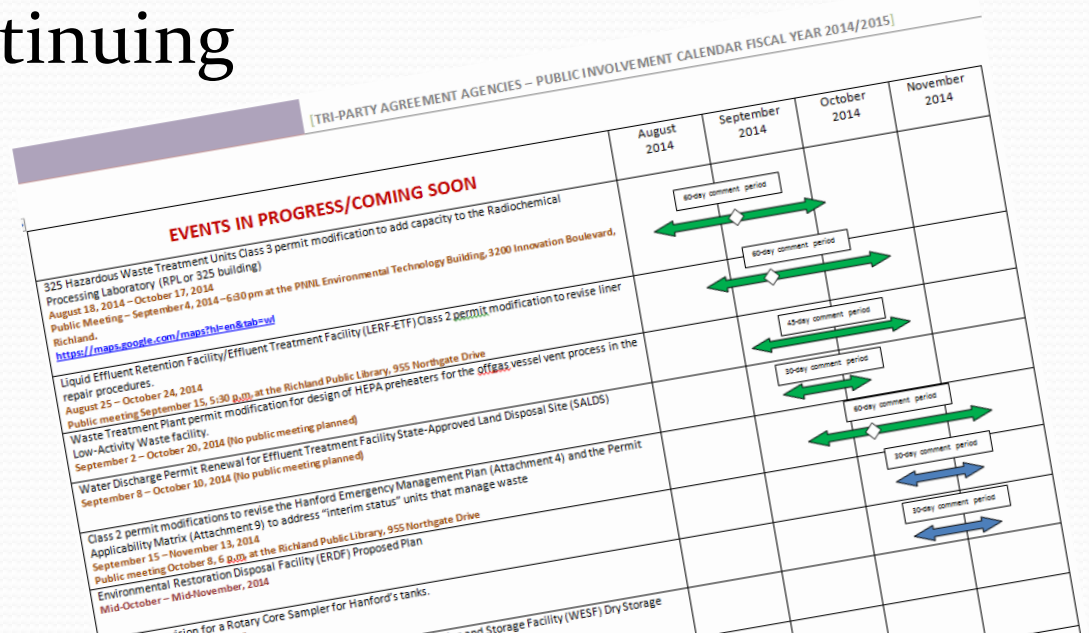 tinuing
[TRI-PARTY AGREEMENT AGENCIES – PUBLIC INVOLVEMENT CALENDAR FISCAL YEAR 2014/2015]
EVENTS IN PROGRESS/COMING SOON
August
2014
September
2014
October
2014
November
2014
325 Hazardous Waste Treatment Units Class 3 permit modification to add capacity to the Radiochemical
Processing Laboratory (RPL or 325 building)
August 18, 2014 – October 17, 2014
Public Meeting – September 4, 2014 – 6:30 pm at the PNNL Environmental Technology Building, 3200 Innovation Boulevard,
Richland.
https://maps.google.com/maps?hl=en&tab=wl
60-day comment period
Liquid Effluent Retention Facility/Effluent Treatment Facility (LERF-ETF) Class 2 permit modification to revise liner
repair procedures.
August 25 – October 24, 2014
Public meeting September 15, 5:30 p.m. at the Richland Public Library, 955 Northgate Drive
60-day comment period
Waste Treatment Plant permit modification for design of HEPA preheaters for the offgas vessel vent process in the
Low-Activity Waste facility.
September 2 – October 20, 2014 (No public meeting planned)
45-day comment period
Water Discharge Permit Renewal for Effluent Treatment Facility State-Approved Land Disposal Site (SALDS)
September 8 – October 10, 2014 (No public meeting planned)
30-day comment period
Class 2 permit modifications to revise the Hanford Emergency Management Plan (Attachment 4) and the Permit
Applicability Matrix (Attachment 9) to address "interim status" units that manage waste
September 15 – November 13, 2014
Public meeting October 8, 6 p.m. at the Richland Public Library, 955 Northgate Drive
60-day comment period
Environmental Restoration Disposal Facility (ERDF) Proposed Plan
Mid-October – Mid-November, 2014
30-day comment period
for a Rotary Core Sampler for Hanford's tanks.
30-day comment period
Storage Facility (WESF) Dry Storage